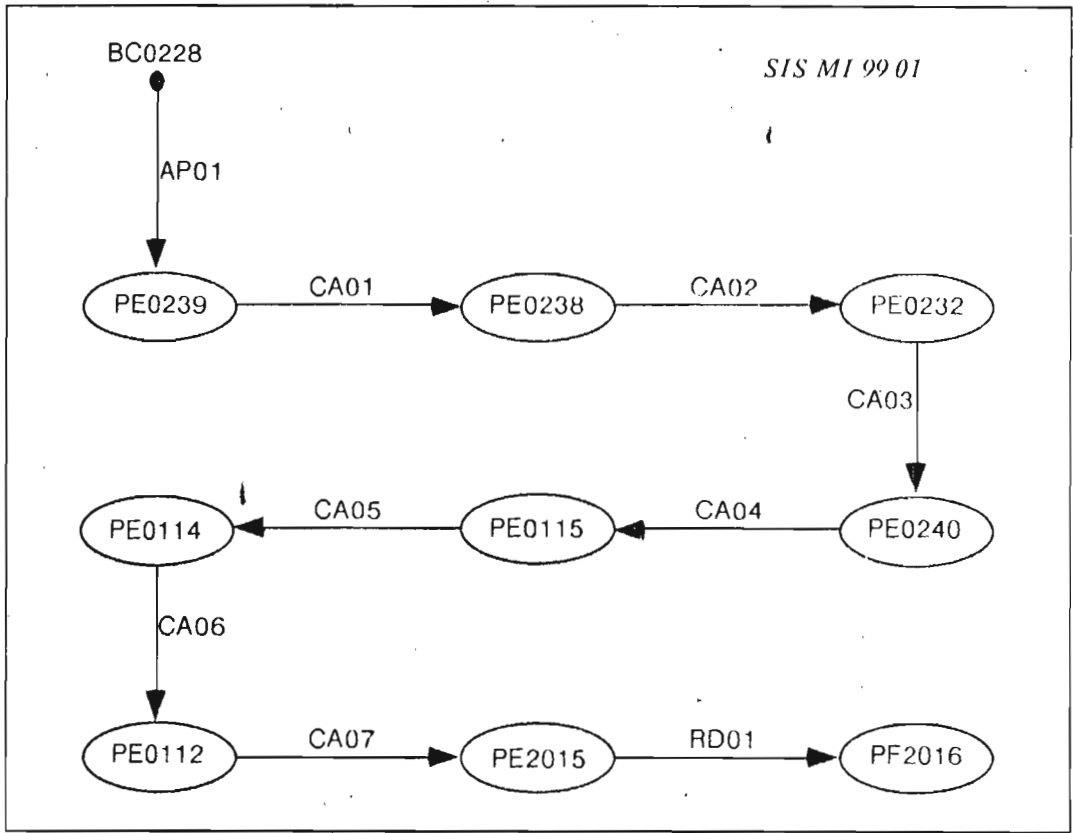 BC0228
SIS MI 99 01
AP01
PE0239
CA01
PE0238
CA02
PE0232
CA03
PE0114
CA05
PE0115
CA04
PE0240
CA06
PE0112
CA07
PE2015
RD01
PF2016